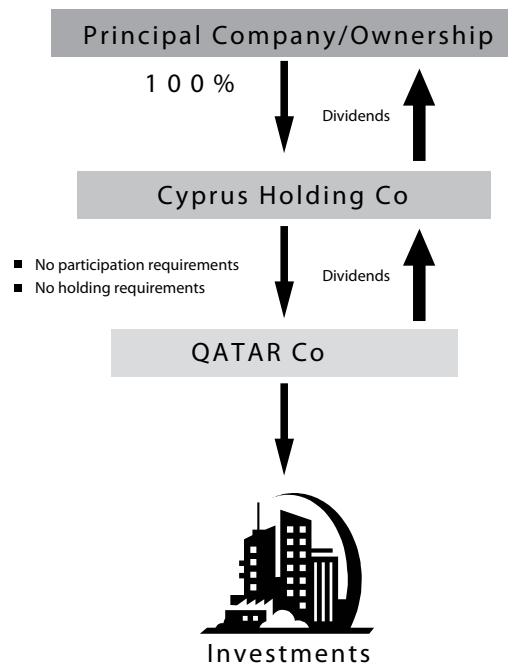 Principal Company/Ownership
100%
Dividends
Cyprus Holding Co
No participation requirements
No holding requirements
Dividends
QATAR Co
Investments